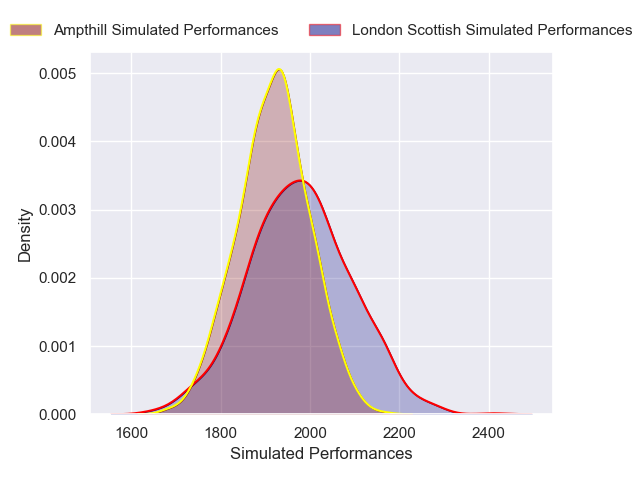 Ampthill Simulated Performances London Scottish Simulated Performances
0.005
0.004
0.003
0.002
0.001
0.000
Density
1600 1800 2000 2200 2400
Simulated Performances